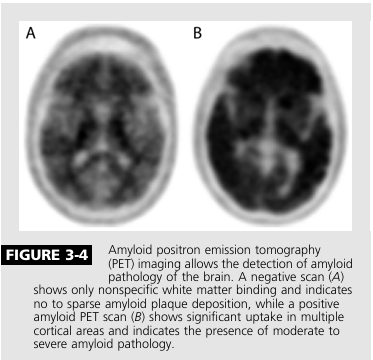 A
B
FIGURE 3-4
Amyloid positron emission tomography
(PET) imaging allows the detection of amyloid
pathology of the brain. A negative scan (A)
shows only nonspecific white matter binding and indicates
no to sparse amyloid plaque deposition, while a positive
amyloid PET scan (B) shows significant uptake in multiple
cortical areas and indicates the presence of moderate to
severe amyloid pathology.